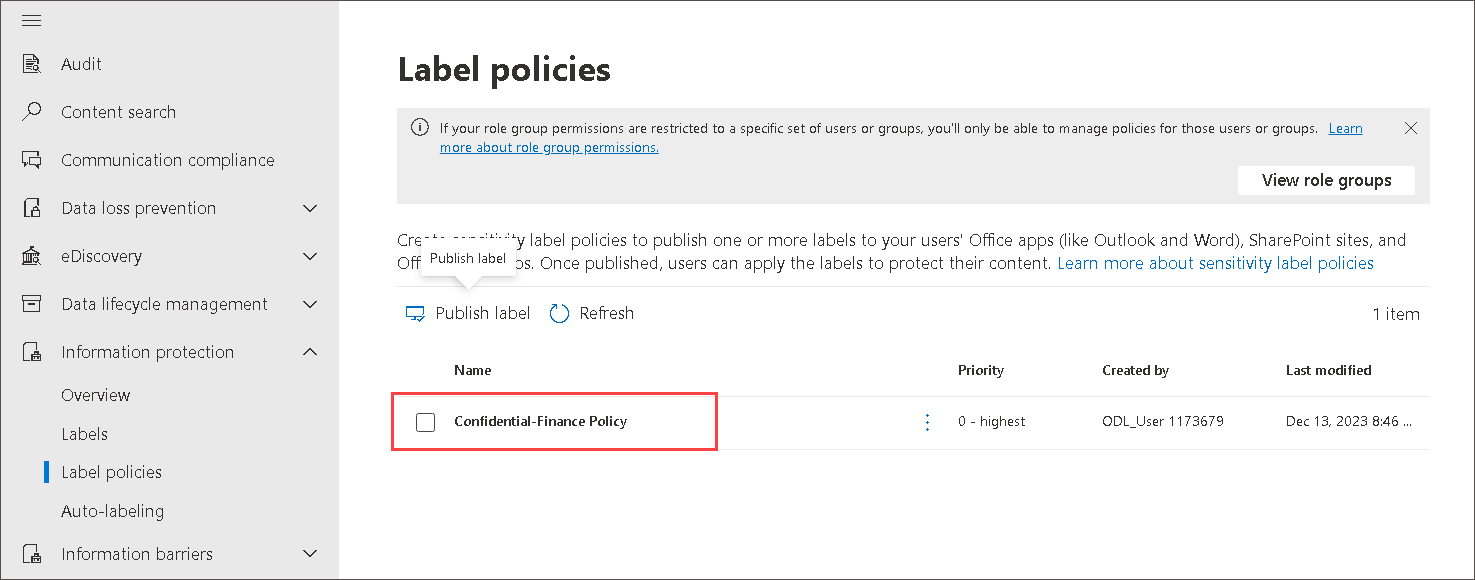 Audit
Content search
Communication compliance
Data loss prevention
eDiscovery
Data lifecycle management
Information protection
Overview
Labels
Label policies
Auto-labeling
Information barriers
Label policies
If your role group permissions are restricted to a specific set of users or groups, you'll only be able to manage policies for those users or groups. Learn
more about role group permissions.
View role groups
Create sensitivity label policies to publish one or more labels to your users' Office apps (like Outlook and Word), SharePoint sites, and
Once published, users can apply the labels to protect their content. Learn more about sensitivity label policies
Publish label
Publish label Refresh 1 item
Name Priority Created by Last modified
Confidential-Finance Policy 0 - highest ODL_User 1173679 Dec 13, 2023 8:46 ...